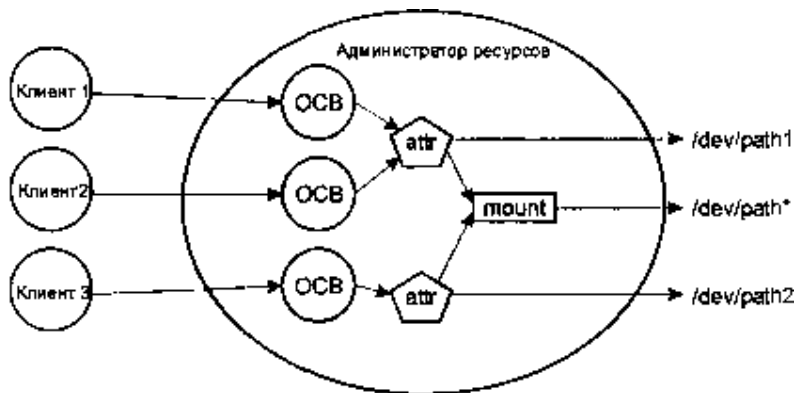 Администратор ресурсов
Клиент 1
OCB
attr
/dev/path1
Клиент2
OCB
mount
/dev/path*
Клиент 3
OCB
attr
/dev/path2